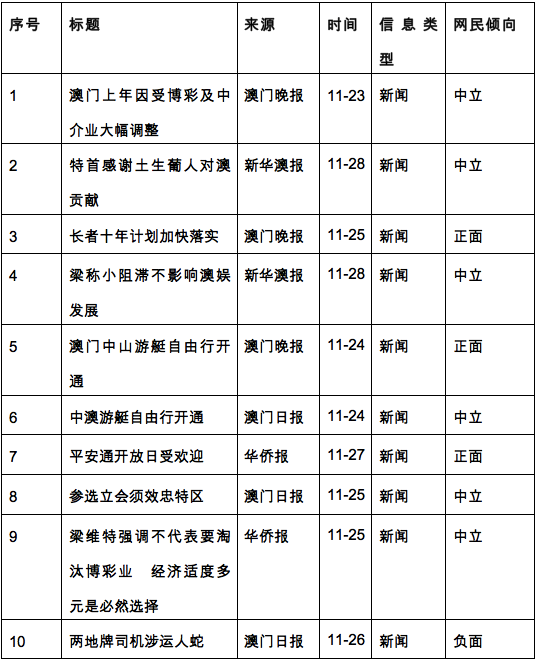 序号 标题 来源 时间 信息类
型 网民倾向
1 澳门上年因受博彩及中
介业大幅调整 澳门晚报 11-23 新闻 中立
2 特首感谢土生葡人对澳
贡献 新华澳报 11-28 新闻 中立
3 长者十年计划加快落实 澳门晚报 11-25 新闻 正面
4 梁称小阻滞不影响澳娱
发展 新华澳报 11-28 新闻 中立
5 澳门中山游艇自由行开
通 澳门晚报 11-24 新闻 正面
6 中澳游艇自由行开通 澳门日报 11-24 新闻 中立
7 平安通开放日受欢迎 华侨报 11-27 新闻 正面
8 参选立会须效忠特区 澳门日报 11-25 新闻 中立
9 梁维特强调不代表要淘
汰博彩业 经济适度多
元是必然选择 华侨报 11-25 新闻 中立
10 两地牌司机涉运人蛇 澳门日报 11-26 新闻 负面